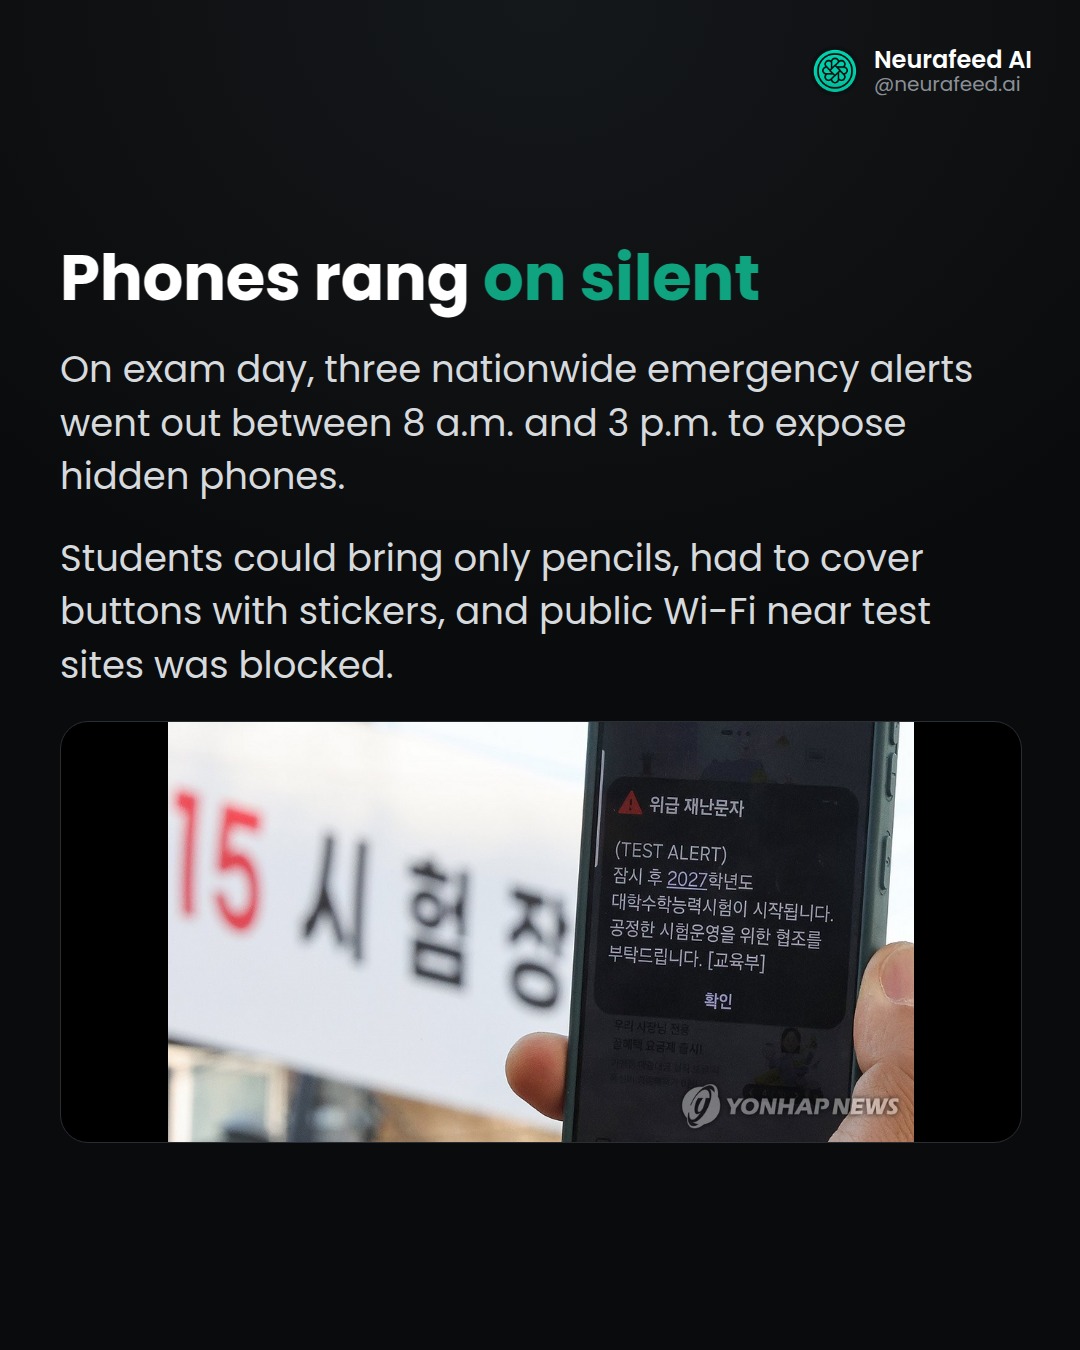 Neurafeed AI
@neurafeed.ai
Phones rang on silent
On exam day, three nationwide emergency alerts
went out between 8 a.m. and 3 p.m. to expose
hidden phones.
Students could bring only pencils, had to cover
buttons with stickers, and public Wi-Fi near test
sites was blocked.
15 시험장
위급 재난문자
(TEST ALERT)
잠시 후 2027학년도
대학수학능력시험이 시작됩니다.
공정한 시험운영을 위한 협조를
부탁드립니다. [교육부]
확인
YONHAP NEWS